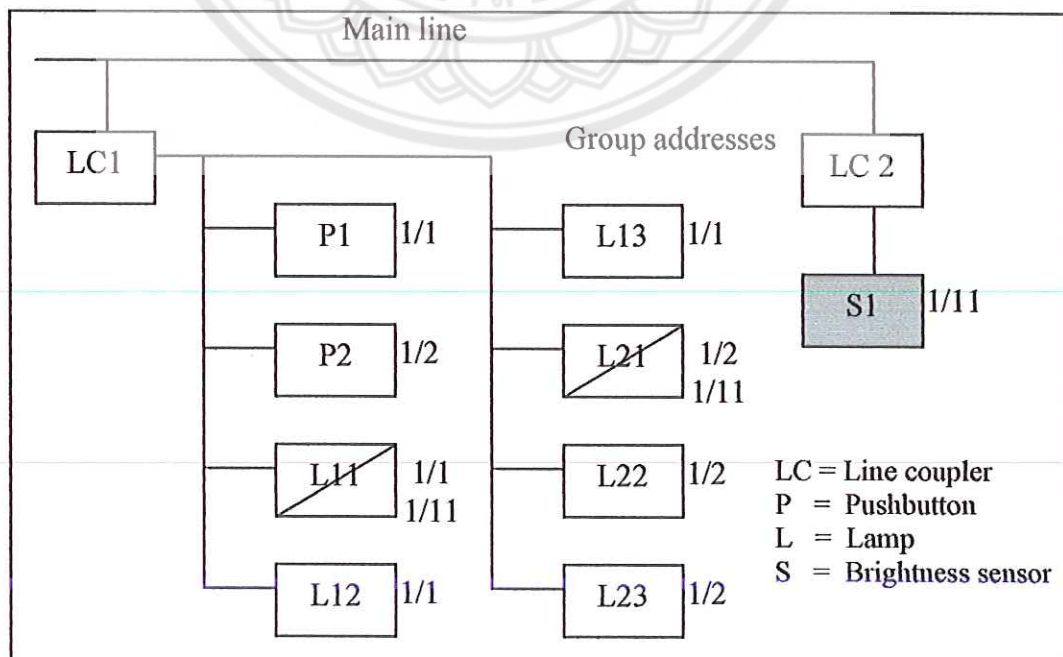 Main line
LC1
Group addresses
LC 2
P1 1/1
L13 1/1
S1 1/11
P2 1/2
L21 1/2
1/11
L11 1/1
1/11
L22 1/2
LC = Line coupler
P = Pushbutton
L = Lamp
S = Brightness sensor
L12 1/1
L23 1/2